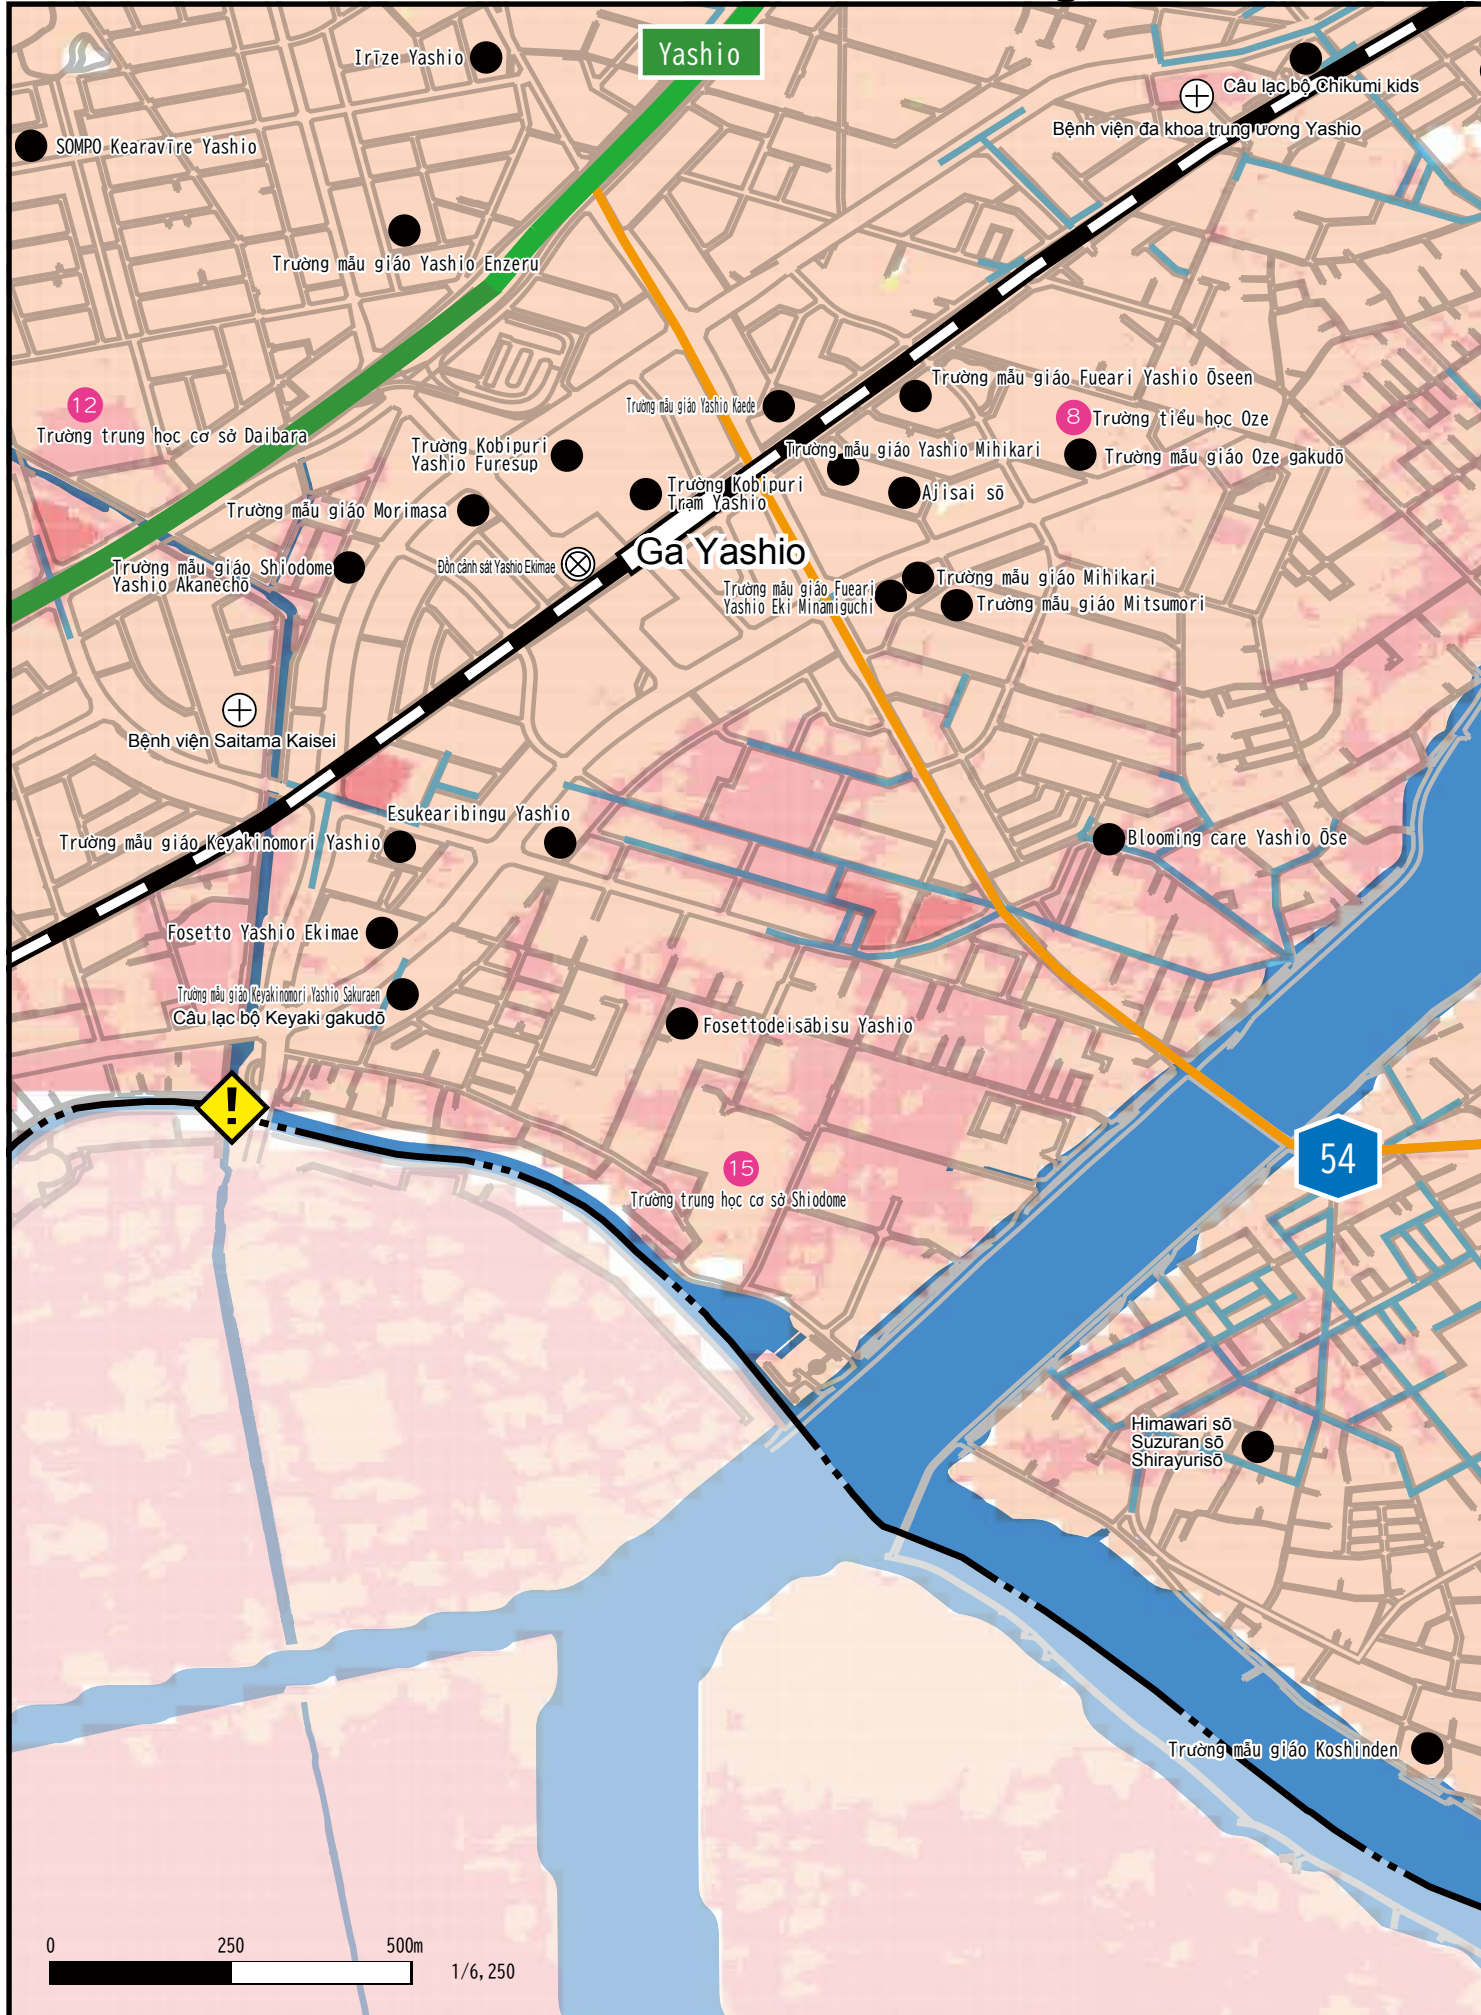 Irīze Yashio
Yashio
Câu lạc bộ Chikumi kids
Bệnh viện đa khoa trung ương Yashio
SOMPO Kearavīre Yashio
Trường mẫu giáo Yashio Enzeru
12
Trường trung học cơ sở Daibara
Trường mẫu giáo Fueari Yashio Ōseen
Trường mẫu giáo Yashio Kaede
8
Trường tiểu học Oze
Trường Kobipuri
Yashio Furesup
Trường mẫu giáo Yashio Mihikari
Trường mẫu giáo Oze gakudō
Trường Kobipuri
Trạm Yashio
Ajisai sō
Trường mẫu giáo Morimasa
Ga Yashio
Trường mẫu giáo Shiodome
Yashio Akanechō
Đồn cảnh sát Yashio Ekimae
Trường mẫu giáo Fueari
Yashio Eki Minamiguchi
Trường mẫu giáo Mihikari
Trường mẫu giáo Mitsumori
Bệnh viện Saitama Kaisei
Esukearibingu Yashio
Trường mẫu giáo Keyakinomori Yashio
Blooming care Yashio Ōse
Fosetto Yashio Ekimae
Trường mẫu giáo Keyakinomori Yashio Sakuraen
Câu lạc bộ Keyaki gakudō
Fosettodeisābisu Yashio
!
54
15
Trường trung học cơ sở Shiodome
Himawari sō
Suzuran sō
Shirayurisō
Trường mẫu giáo Koshinden
0 250 500m
1/6,250